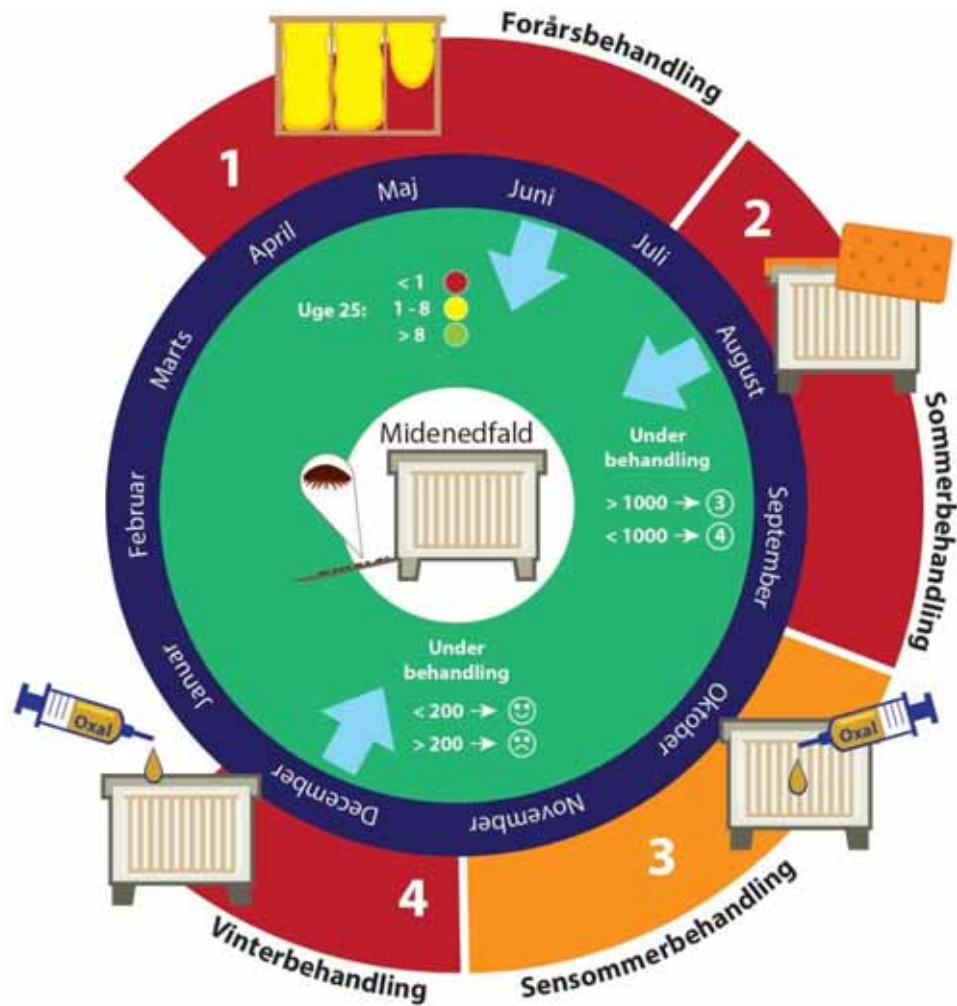 Forårsbehandling
1
2
Maj
Juni
April
Juli
< 1
Uge 25: 1 - 8
> 8
Marts
August
Midenedfald
Under
behandling
> 1000 → 3
< 1000 → 4
Sommerbehandling
Februar
September
Under
behandling
< 200 →
> 200 →
Januar
Oktober
Oxal
Oxal
December
November
3
4
Vinterbehandling
Sensommerbehandling